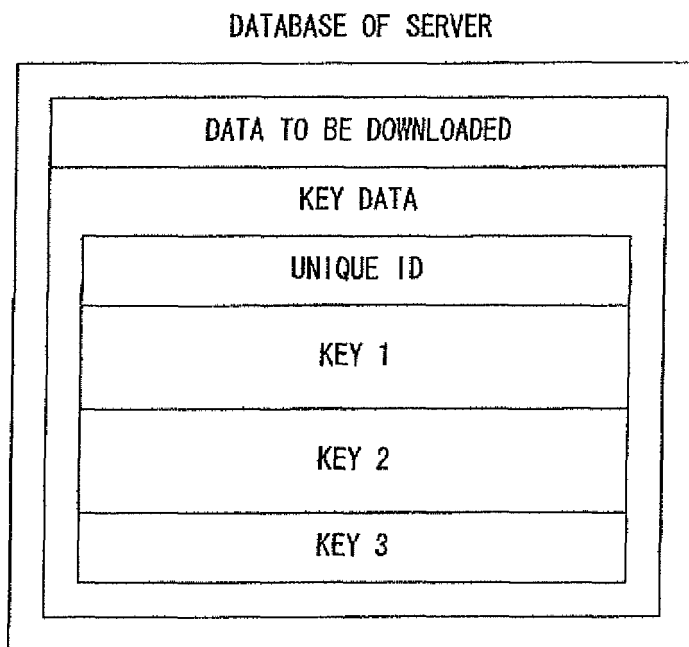 DATABASE OF SERVER
DATA TO BE DOWNLOADED
KEY DATA
UNIQUE ID
KEY 1
KEY 2
KEY 3